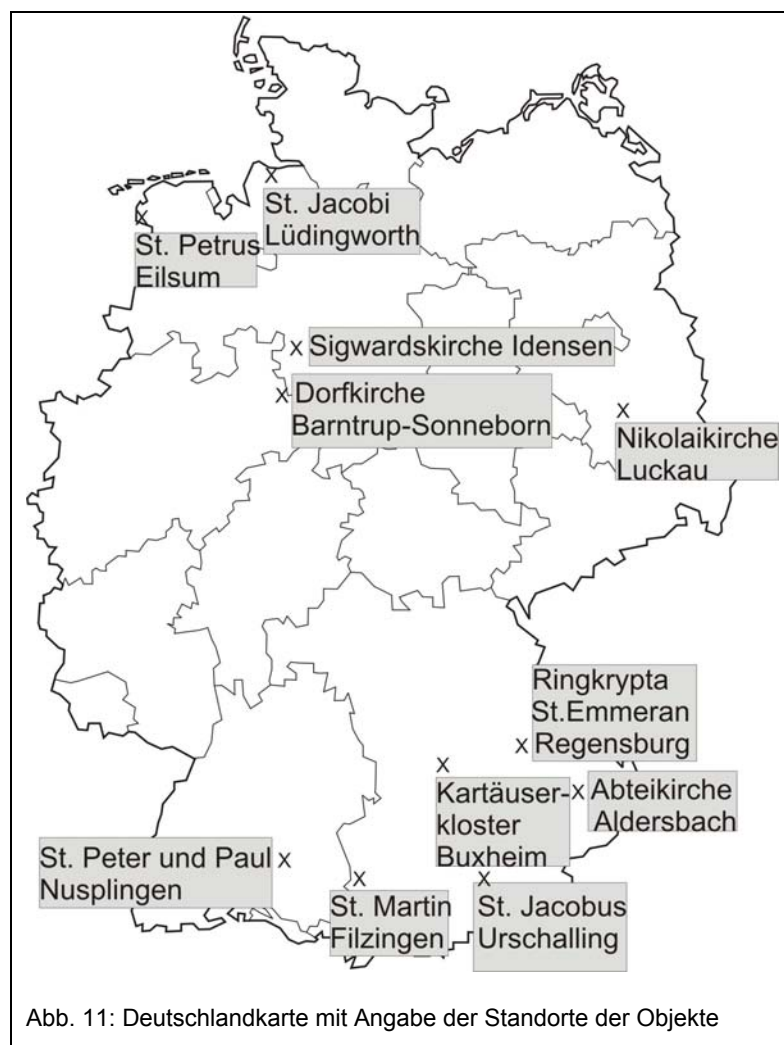 x
St. Jacobi
Lüdingworth
x
St. Petrus
Eilsum
x Sigwardskirche Idensen
x Dorfkirche
Barntrup-Sonneborn
x
Nikolaikirche
Luckau
Ringkrypta
St.Emmeran
x Regensburg
x
Kartäuser-
kloster
Buxheim
x Abteikirche
Aldersbach
St. Peter und Paul x
Nusplingen
x
St. Martin
Filzingen
x
St. Jacobus
Urschalling
Abb. 11: Deutschlandkarte mit Angabe der Standorte der Objekte